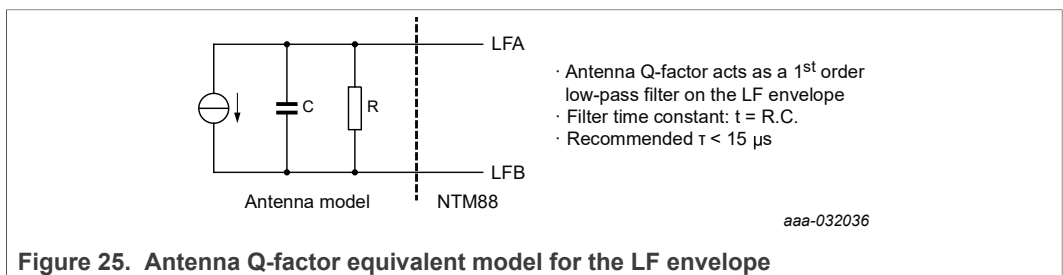 LFA
C
R
LFB
Antenna model
NTM88
· Antenna Q-factor acts as a 1st order
low-pass filter on the LF envelope
· Filter time constant: t = R.C.
· Recommended τ < 15 μs
aaa-032036
Figure 25. Antenna Q-factor equivalent model for the LF envelope